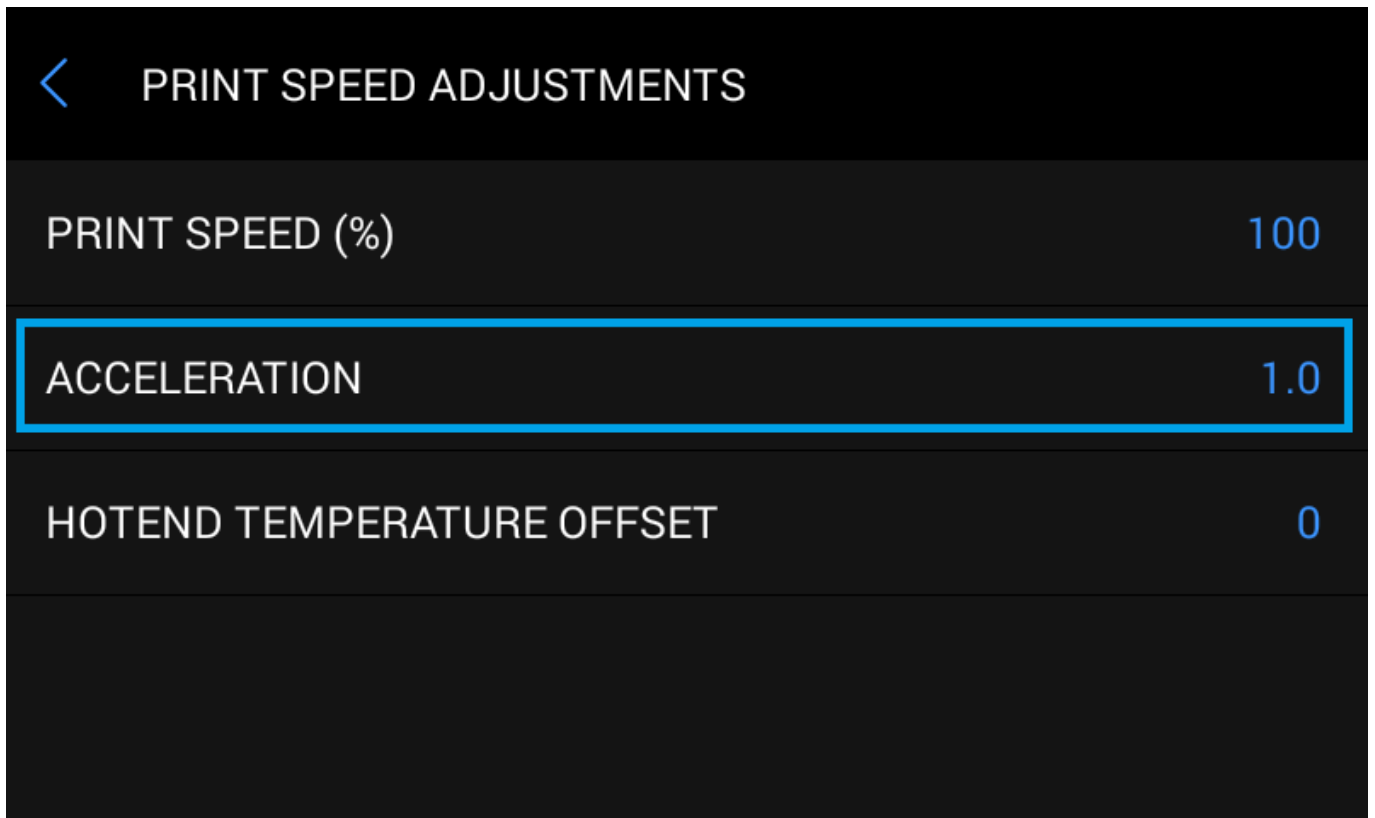 PRINT SPEED ADJUSTMENTS
PRINT SPEED (%) 100
ACCELERATION 1.0
HOTEND TEMPERATURE OFFSET 0